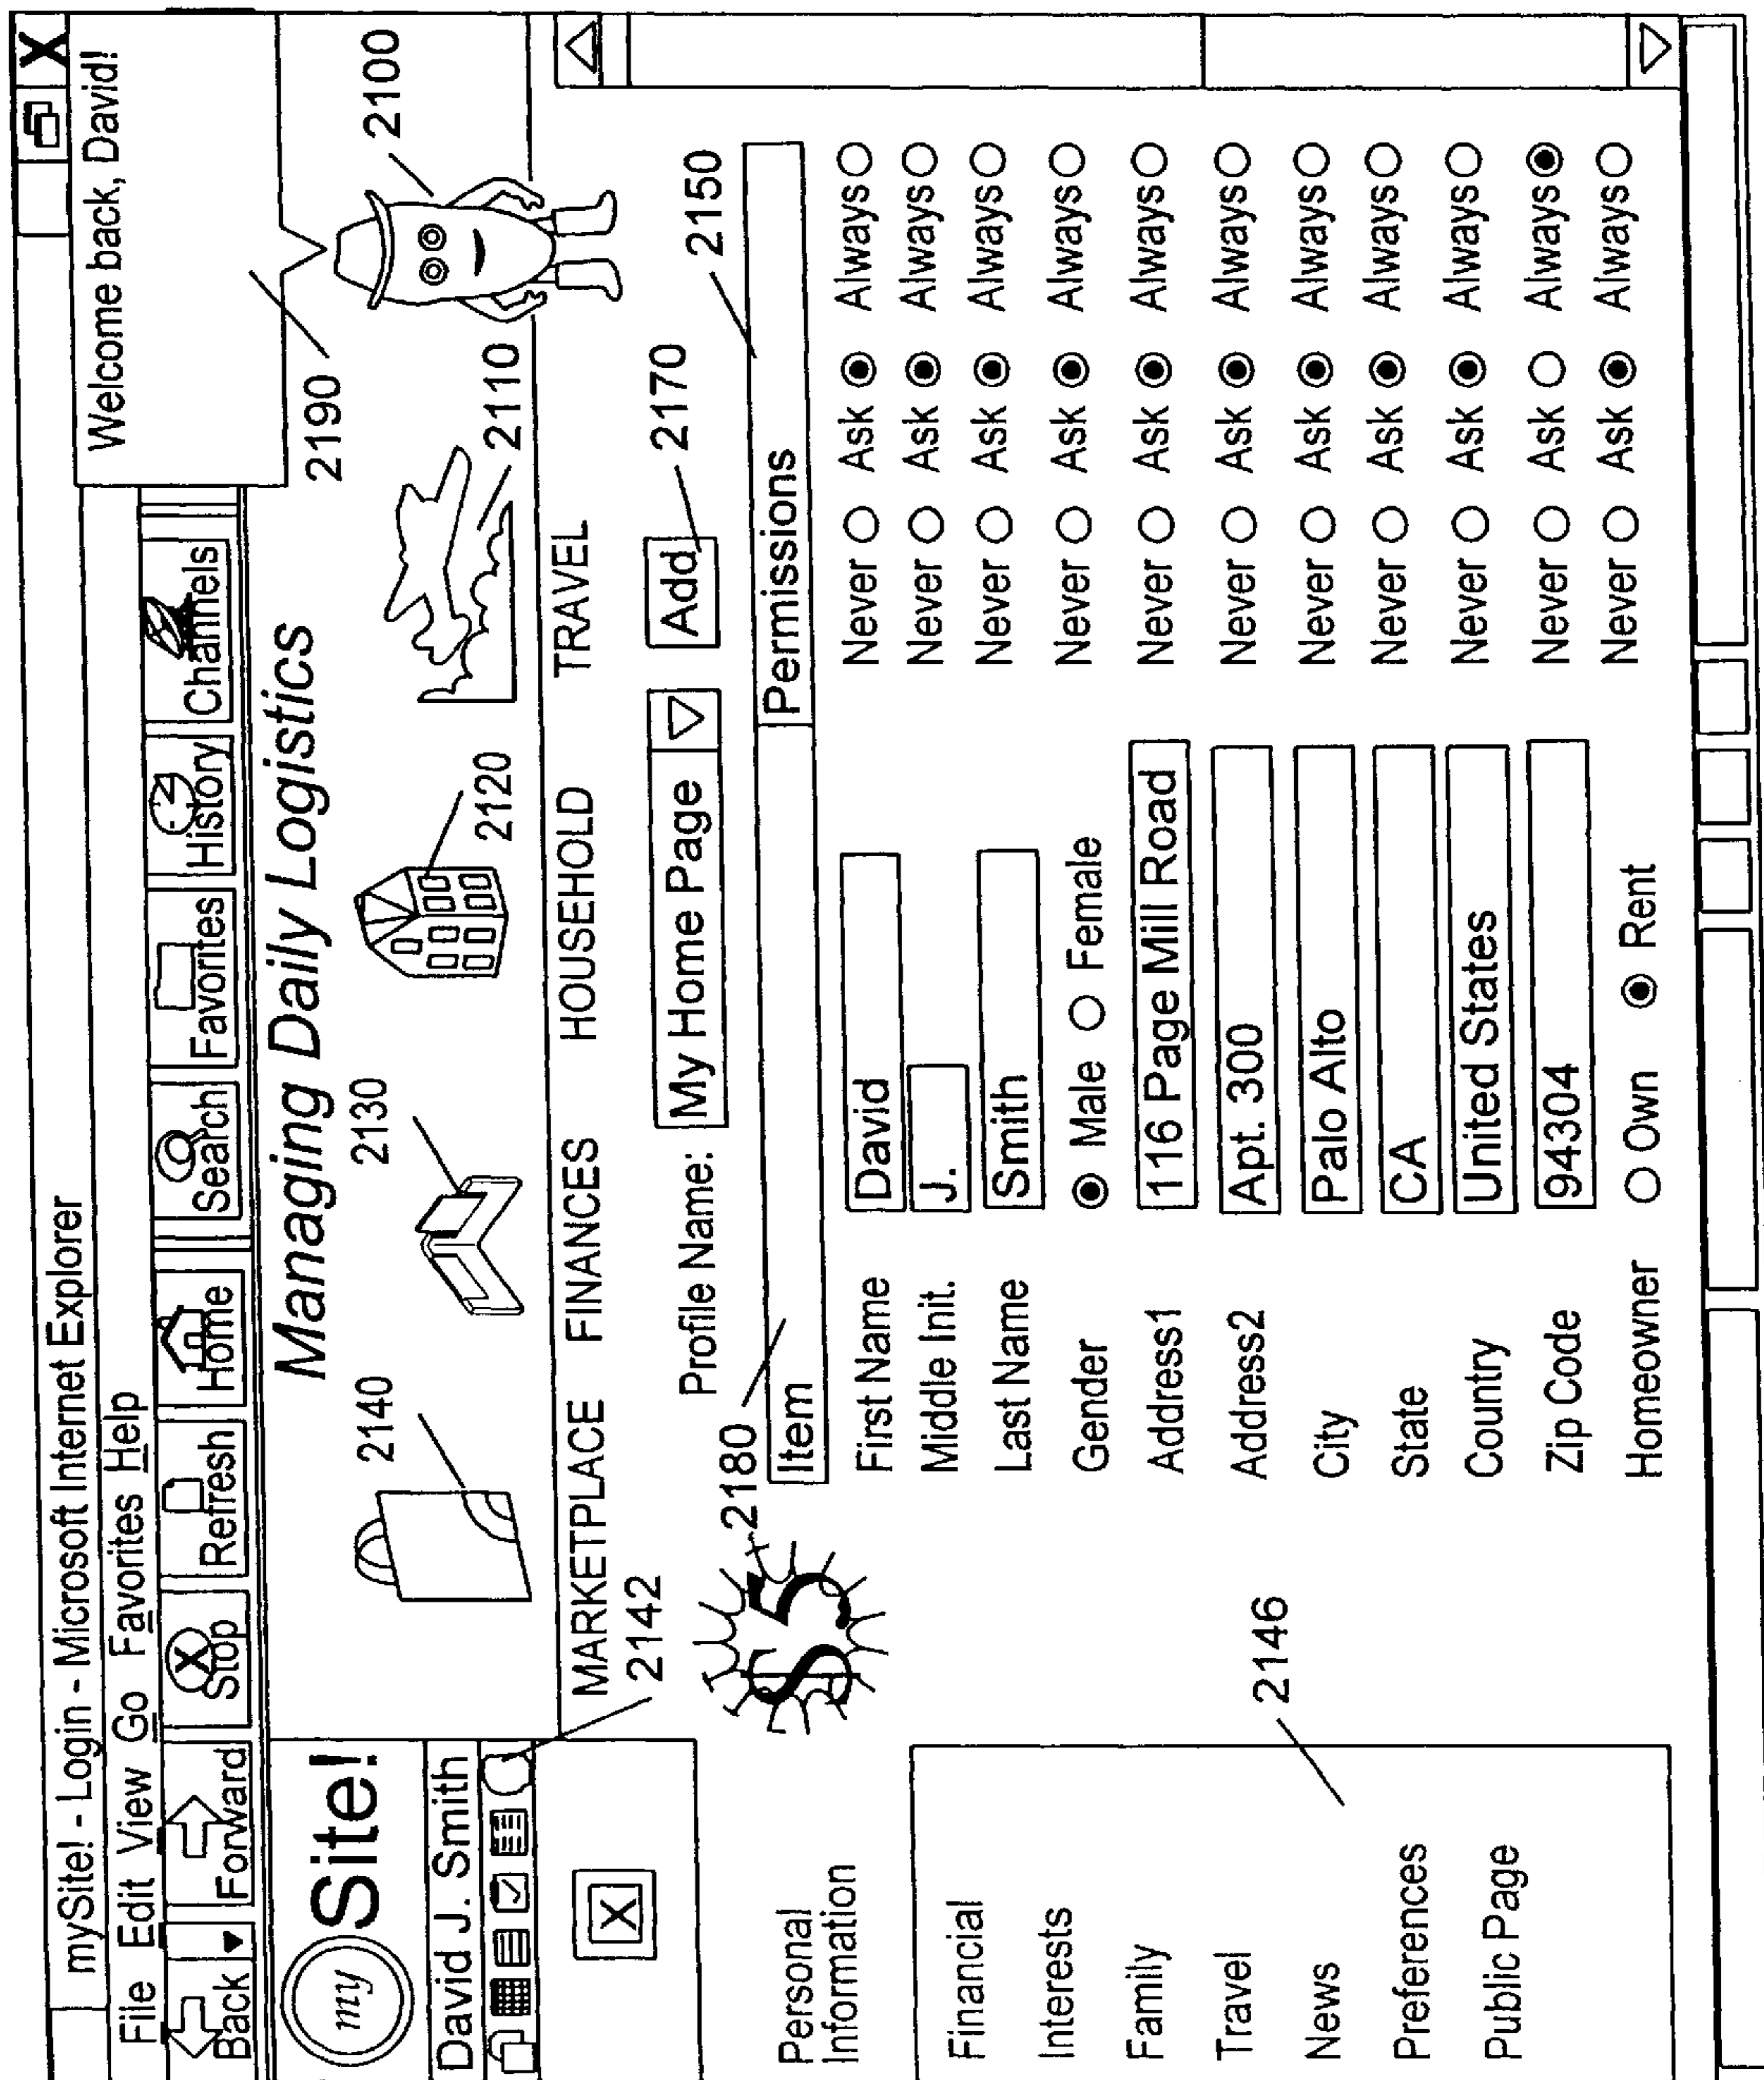 mySite! - Login - Microsoft Internet Explorer
X
File Edit View Go Favorites Help
Welcome back, David!
Back Forward Stop Refresh Home Search Favorites History Channels
my Site!
Managing Daily Logistics
2140 2130 2120 2190 2110 2100
David J. Smith
MARKETPLACE FINANCES HOUSEHOLD TRAVEL
2142
X
Profile Name: My Home Page Add 2170
2150
2180
$
Item Permissions
Personal
Information
Financial
Interests
Family
Travel
News
Preferences
Public Page
2146
First Name David Never Ask Always
Middle Init. J. Never Ask Always
Last Name Smith Never Ask Always
Gender Male Female Never Ask Always
Address1 116 Page Mill Road Never Ask Always
Address2 Apt. 300 Never Ask Always
City Palo Alto Never Ask Always
State CA Never Ask Always
Country United States Never Ask Always
Zip Code 94304 Never Ask Always
Homeowner Own Rent Never Ask Always